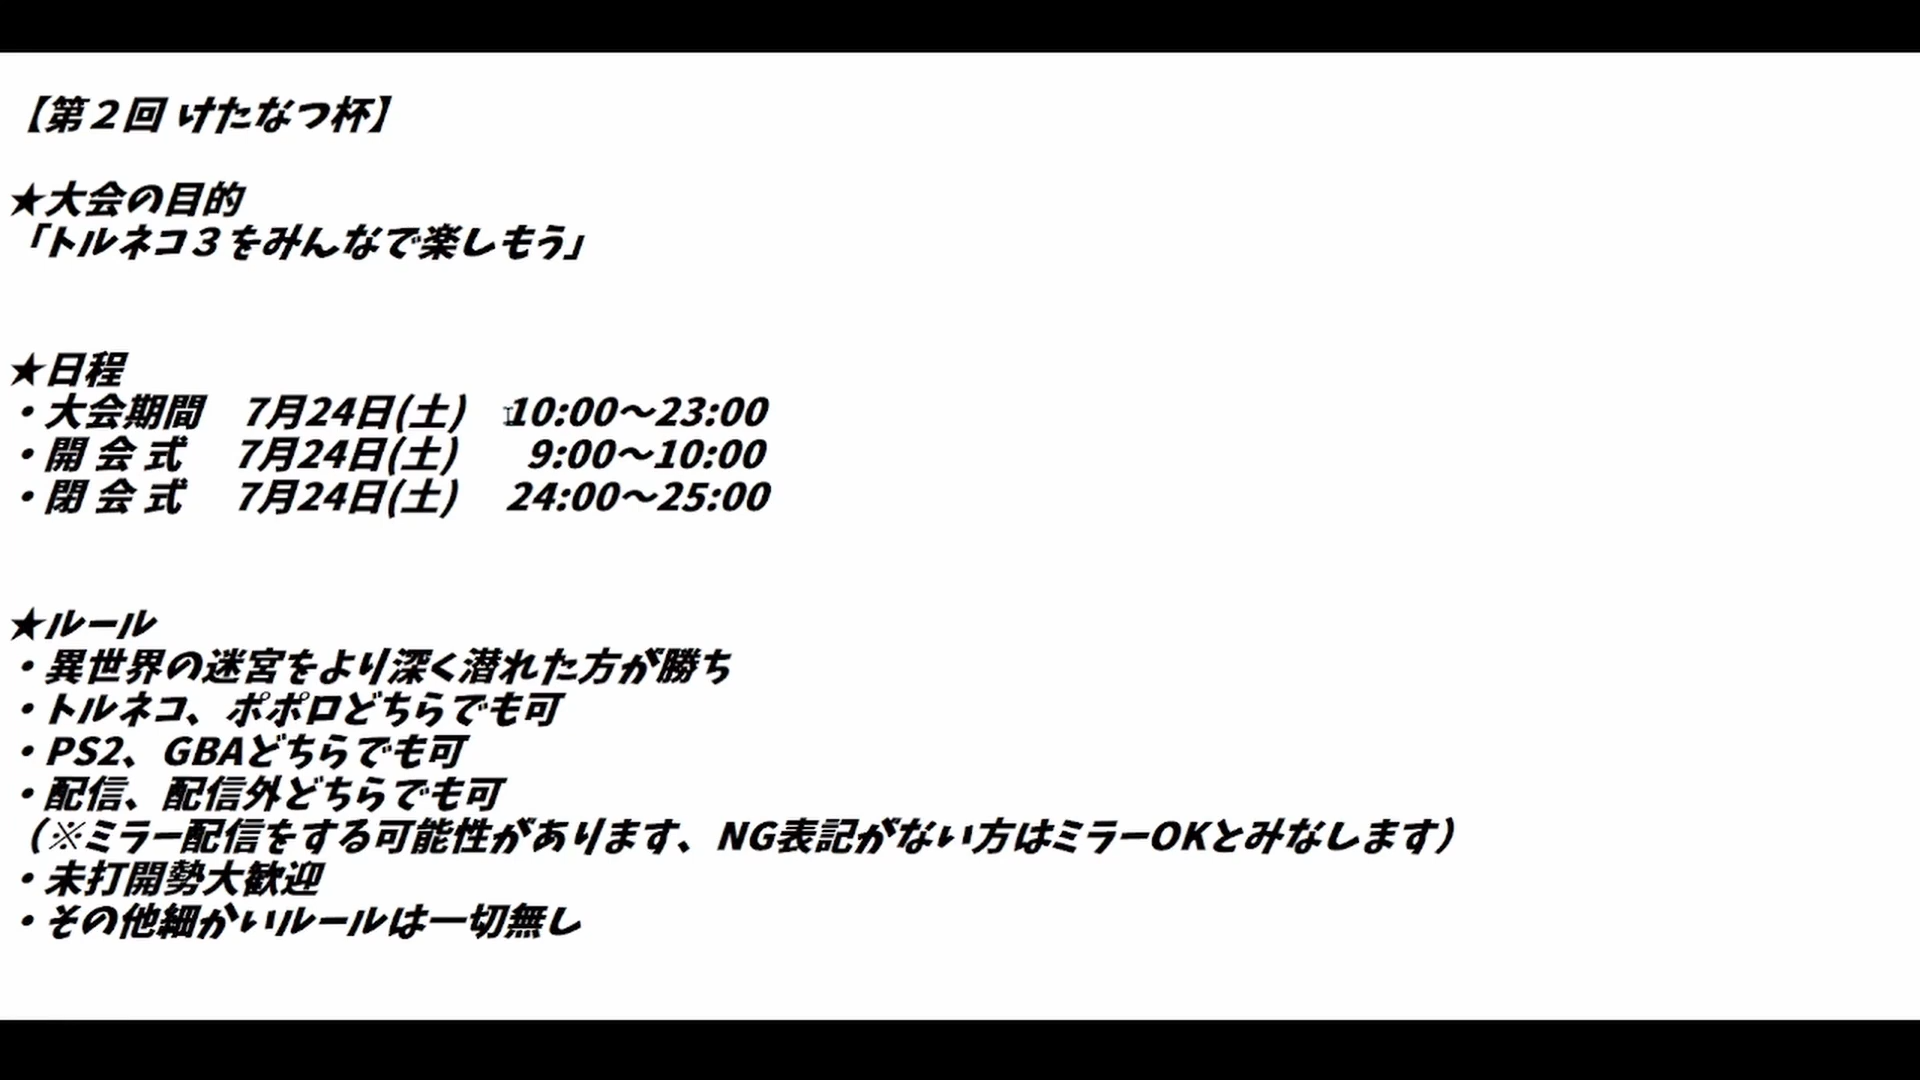 【第２回 けたなつ杯】
★大会の目的
「トルネコ３をみんなで楽しもう」
★日程
・大会期間　7月24日(土)　10:00～23:00
・開 会 式　 7月24日(土)　  9:00～10:00
・閉 会 式　 7月24日(土)　 24:00～25:00
★ルール
・異世界の迷宮をより深く潜れた方が勝ち
・トルネコ、ポポロどちらでも可
・PS2、GBAどちらでも可
・配信、配信外どちらでも可
（※ミラー配信をする可能性があります、NG表記がない方はミラーOKとみなします）
・未打開勢大歓迎
・その他細かいルールは一切無し